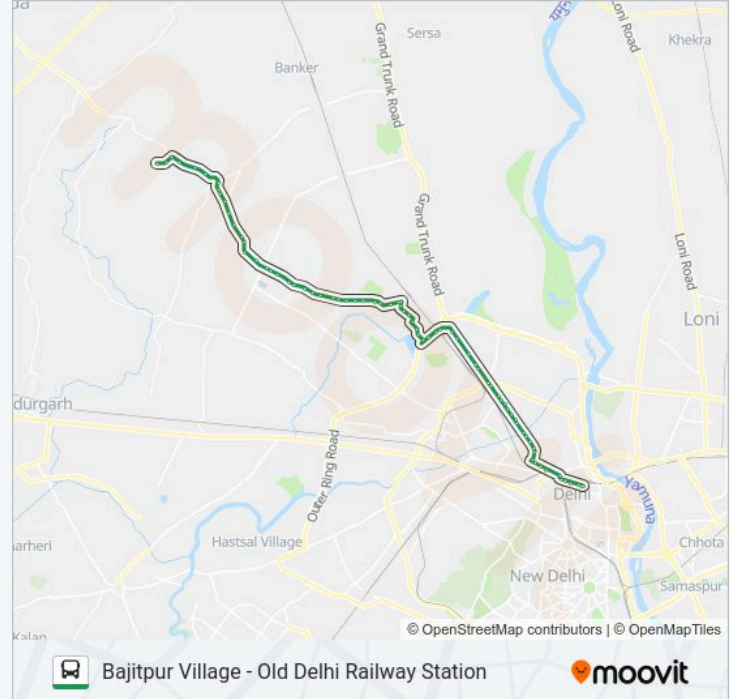 ua
Sersa
Banker
Grand Trunk Road
Loni Road
Khekra
Grand Trunk Road
Loni Road
Loni
durgarh
Outer Ring Road
Delhi
Yamuna
Hastsal Village
arheri
Chhota
New Delhi
Samaspur
Kalan
© OpenStreetMap contributors | © OpenMapTiles
Bajitpur Village - Old Delhi Railway Station
moovit